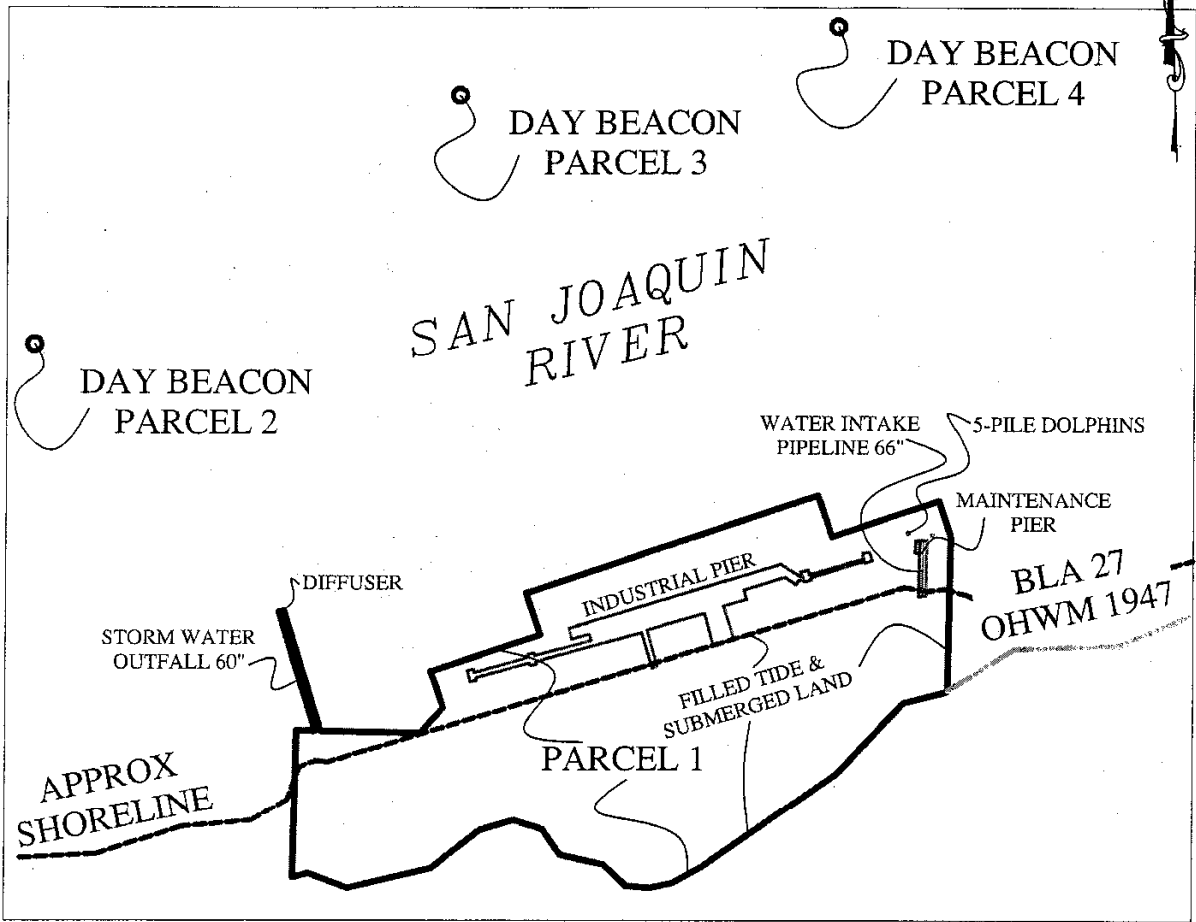 DAY BEACON
PARCEL 4
DAY BEACON
PARCEL 3
SAN JOAQUIN
RIVER
DAY BEACON
PARCEL 2
WATER INTAKE
PIPELINE 66"
5-PILE DOLPHINS
MAINTENANCE
PIER
DIFFUSER
INDUSTRIAL PIER
BLA 27
OHWM 1947
STORM WATER
OUTFALL 60"
FILLED TIDE &
SUBMERGED LAND
PARCEL 1
APPROX
SHORELINE